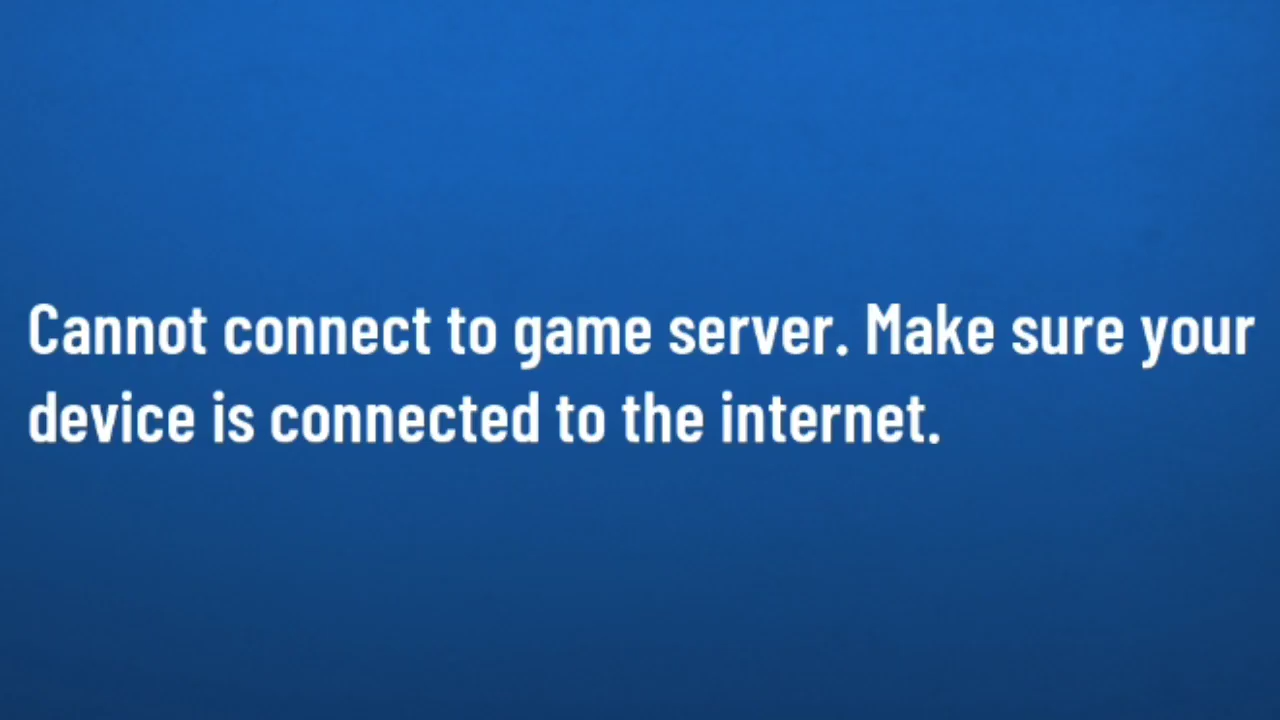 Cannot connect to game server. Make sure your
device is connected to the internet.